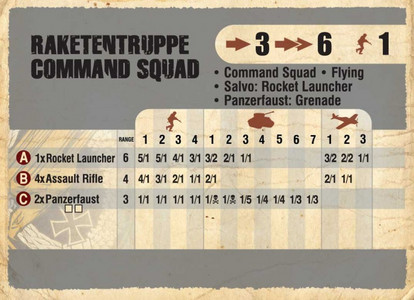 RAKETENTRUPPE
COMMAND SQUAD
3 6 1
• Command Squad • Flying
• Salvo: Rocket Launcher
• Panzerfaust: Grenade
RANGE 1 2 3 4 1 2 3 4 5 6 7 1 2 3
A 1x Rocket Launcher 6 5/1 5/1 4/1 3/1 3/2 2/1 1/1 3/2 2/2 1/1
B 4x Assault Rifle 4 4/1 3/1 2/1 1/1 2/1 2/1 1/1
C 2x Panzerfaust 3 1/1 1/1 1/1 1/1 1/ 1/ 1/5 1/4 1/4 1/3 1/3